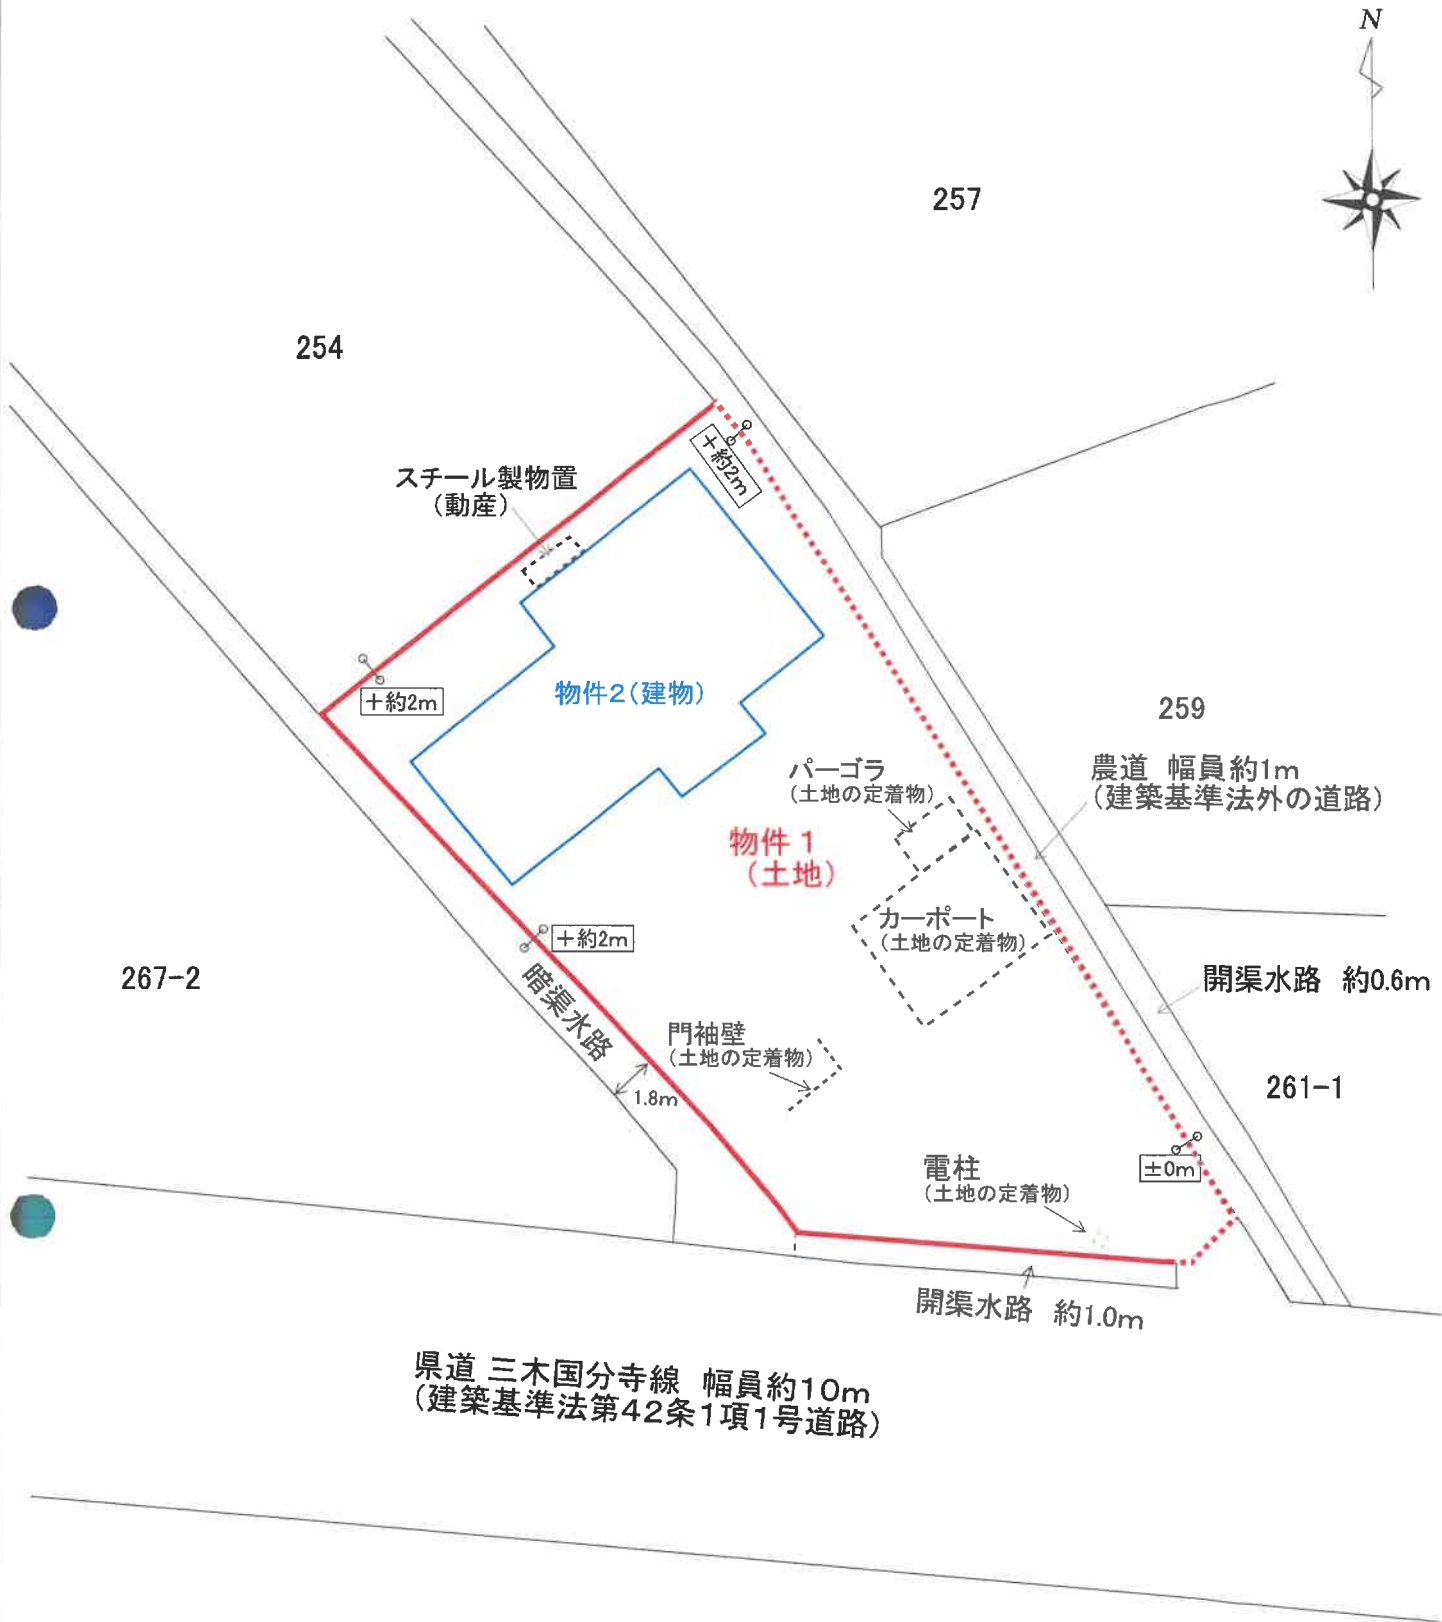 N
257
254
スチール製物置
（動産）
＋約2m
＋約2m
物件２（建物）
259
農道 幅員約1m
（建築基準法外の道路）
パーゴラ
（土地の定着物）
物件１
（土地）
カーポート
（土地の定着物）
＋約2m
267-2
暗渠水路
開渠水路 約0.6m
門袖壁
（土地の定着物）
1.8m
261-1
±0m
電柱
（土地の定着物）
開渠水路 約1.0m
県道 三木国分寺線 幅員約10m
（建築基準法第42条1項1号道路）